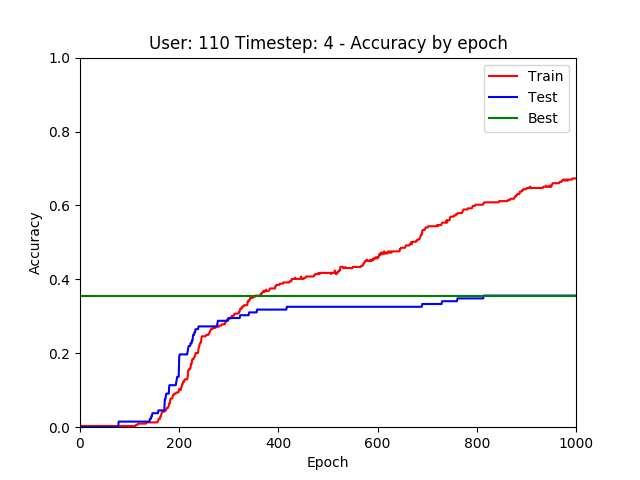 User: 110 Timestep: 4 - Accuracy by epoch
1.0
0.8
0.6
0.4
0.2
0.0
Accuracy
Train
Test
Best
0 200 400 600 800 1000
Epoch